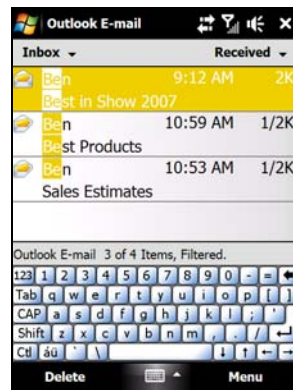 Outlook E-mail
Inbox Received
Ben 9:12 AM 2K
Best in Show 2007
Ben 10:59 AM 1/2K
Best Products
Ben 10:53 AM 1/2K
Sales Estimates
Outlook E-mail 3 of 4 Items, Filtered.
123 1 2 3 4 5 6 7 8 9 0 - =
Tab q w e r t y u i o p [ ]
CAP a s d f g h j k l ; '
Shift z x c v b n m , . /
Ctl áü ` \
Delete Menu